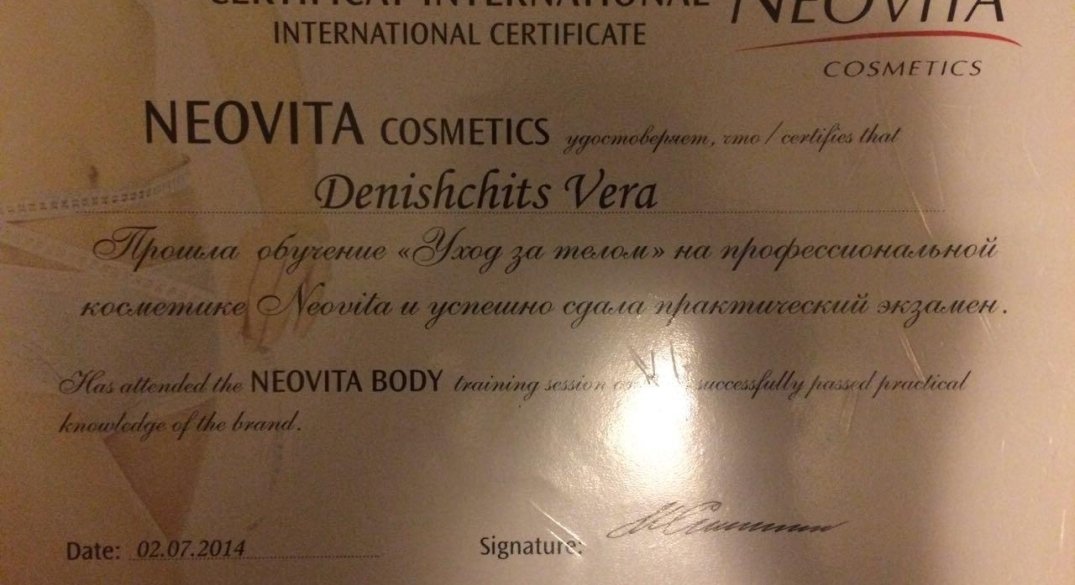 CERTIFICAT INTERNATIONAL
INTERNATIONAL CERTIFICATE
NEOVITA
COSMETICS
NEOVITA COSMETICS удостоверяет, что / certifies that
Denishchits Vera
Прошла обучение «Уход за телом» на профессиональной
косметике Neovita и успешно сдала практический экзамен.
Has attended the NEOVITA BODY training session successfully passed practical
knowledge of the brand.
Date: 02.07.2014
Signature: